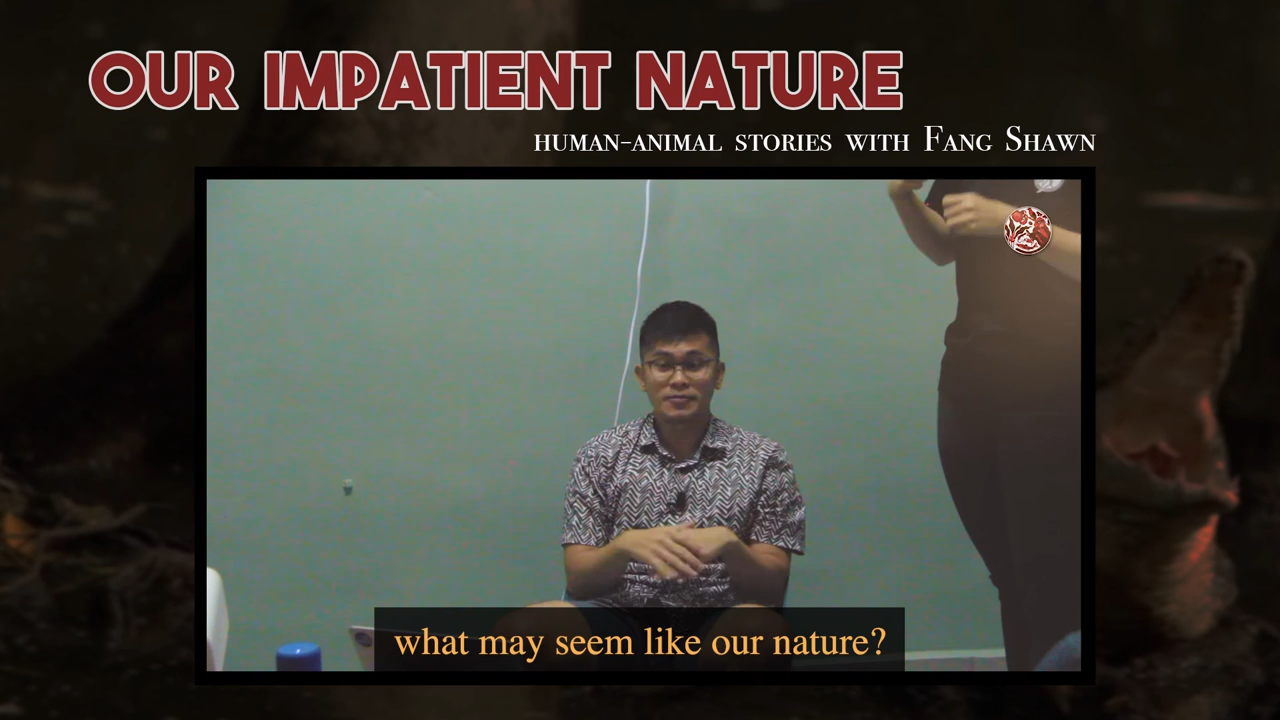 OUR IMPATIENT NATURE
HUMAN-ANIMAL STORIES WITH FANG SHAWN
what may seem like our nature?